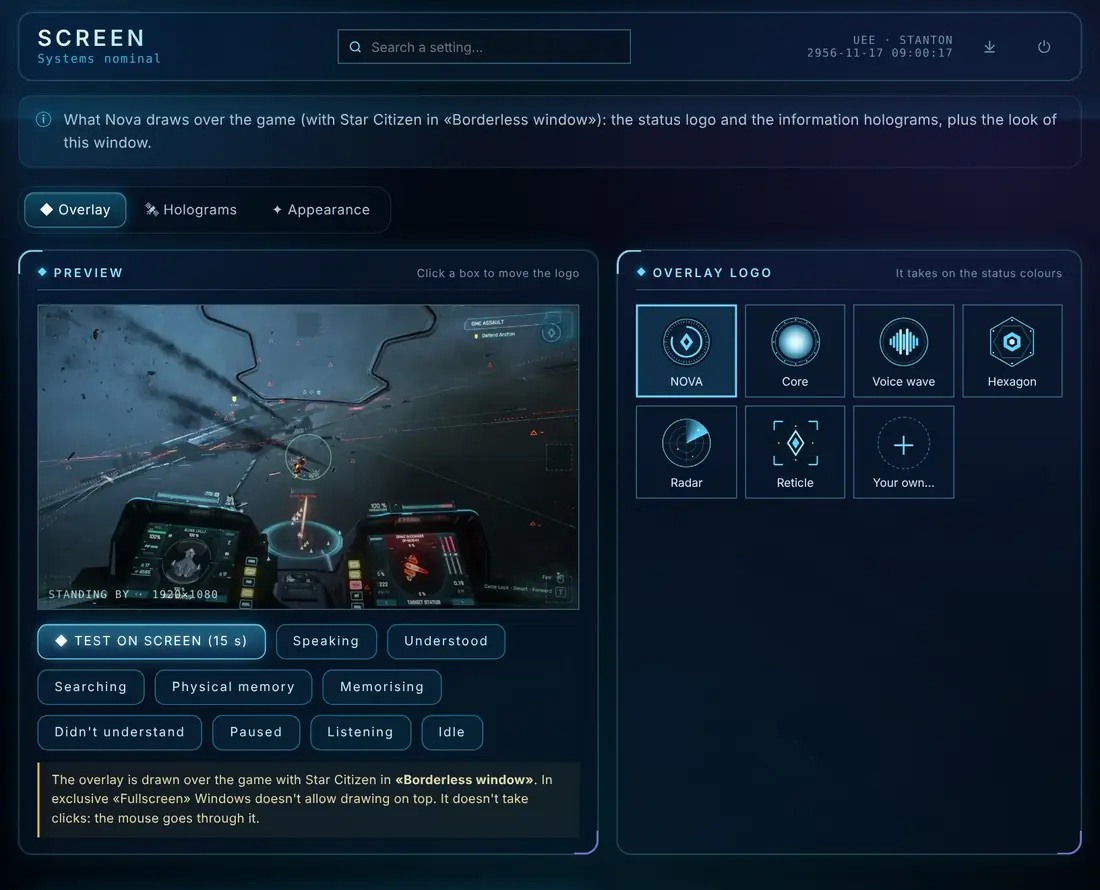 SCREEN
Systems nominal
Search a setting...
UEE · STANTON
2956-11-17 09:00:17
What Nova draws over the game (with Star Citizen in «Borderless window»): the status logo and the information holograms, plus the look of
this window.
Overlay
Holograms
Appearance
PREVIEW
Click a box to move the logo
Defend Archon
100%
TARGET STATUS
STANDING BY · 1920×1080
TEST ON SCREEN (15 s)
Speaking
Understood
Searching
Physical memory
Memorising
Didn't understand
Paused
Listening
Idle
The overlay is drawn over the game with Star Citizen in «Borderless window». In
exclusive «Fullscreen» Windows doesn't allow drawing on top. It doesn't take
clicks: the mouse goes through it.
OVERLAY LOGO
It takes on the status colours
NOVA
Core
Voice wave
Hexagon
Radar
Reticle
Your own...